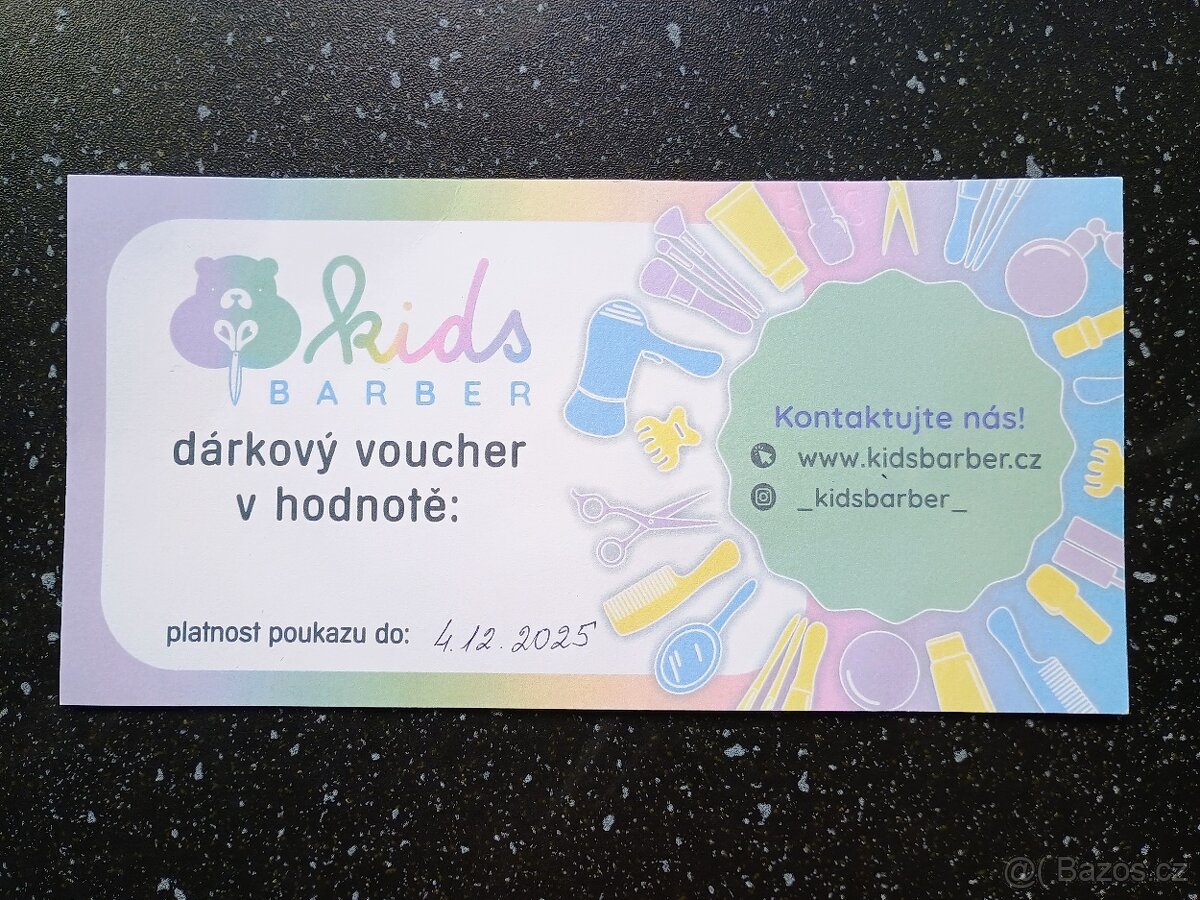 kids
BARBER
dárkový voucher
v hodnotě:
platnost poukazu do: 4.12.2025
Kontaktujte nás!
www.kidsbarber.cz
_kidsbarber_
@( Bazos.cz